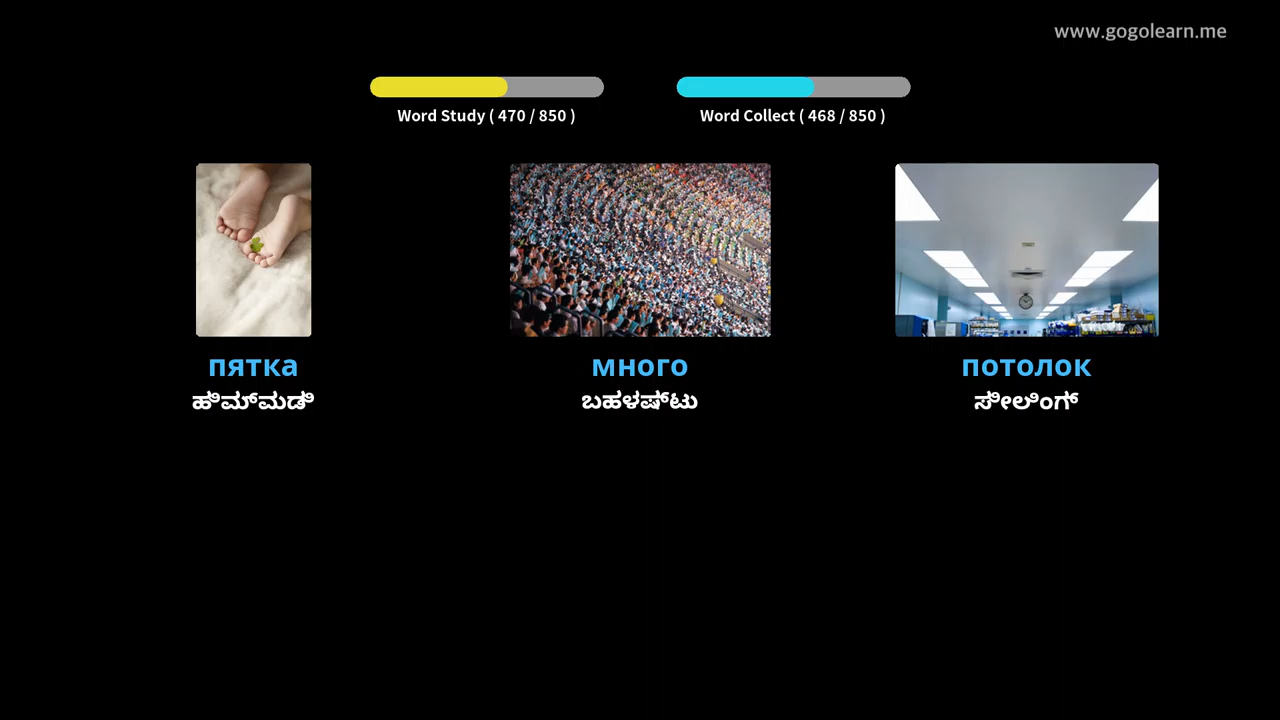 www.gogolearn.me
Word Study ( 470 / 850 )
Word Collect ( 468 / 850 )
пятка
ಹಿಮ್ಮಡಿ
много
ಬಹಳಷ್ಟು
потолок
ಸೀಲಿಂಗ್